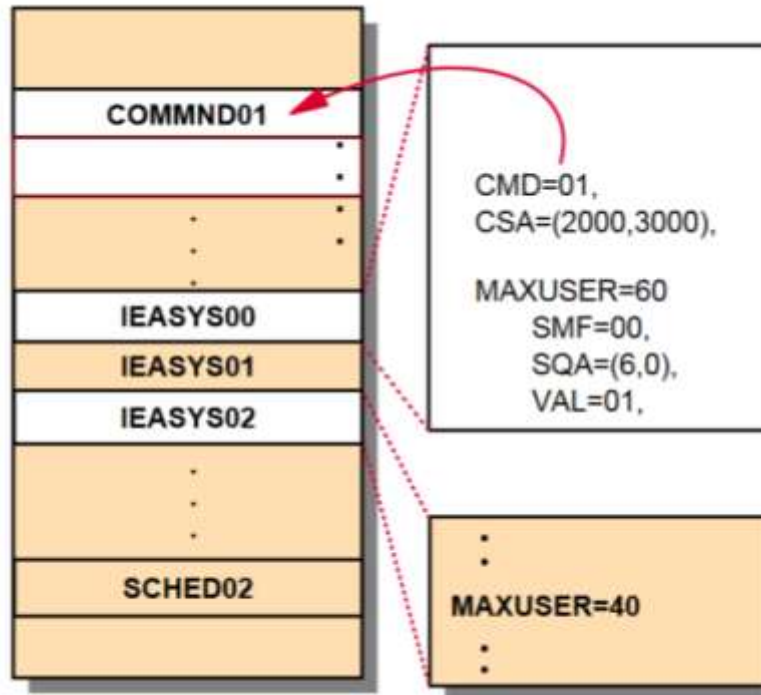 COMMND01
IEASYS00
IEASYS01
IEASYS02
SCHED02
CMD=01,
CSA=(2000,3000),
MAXUSER=60
SMF=00,
SQA=(6,0),
VAL=01,
MAXUSER=40